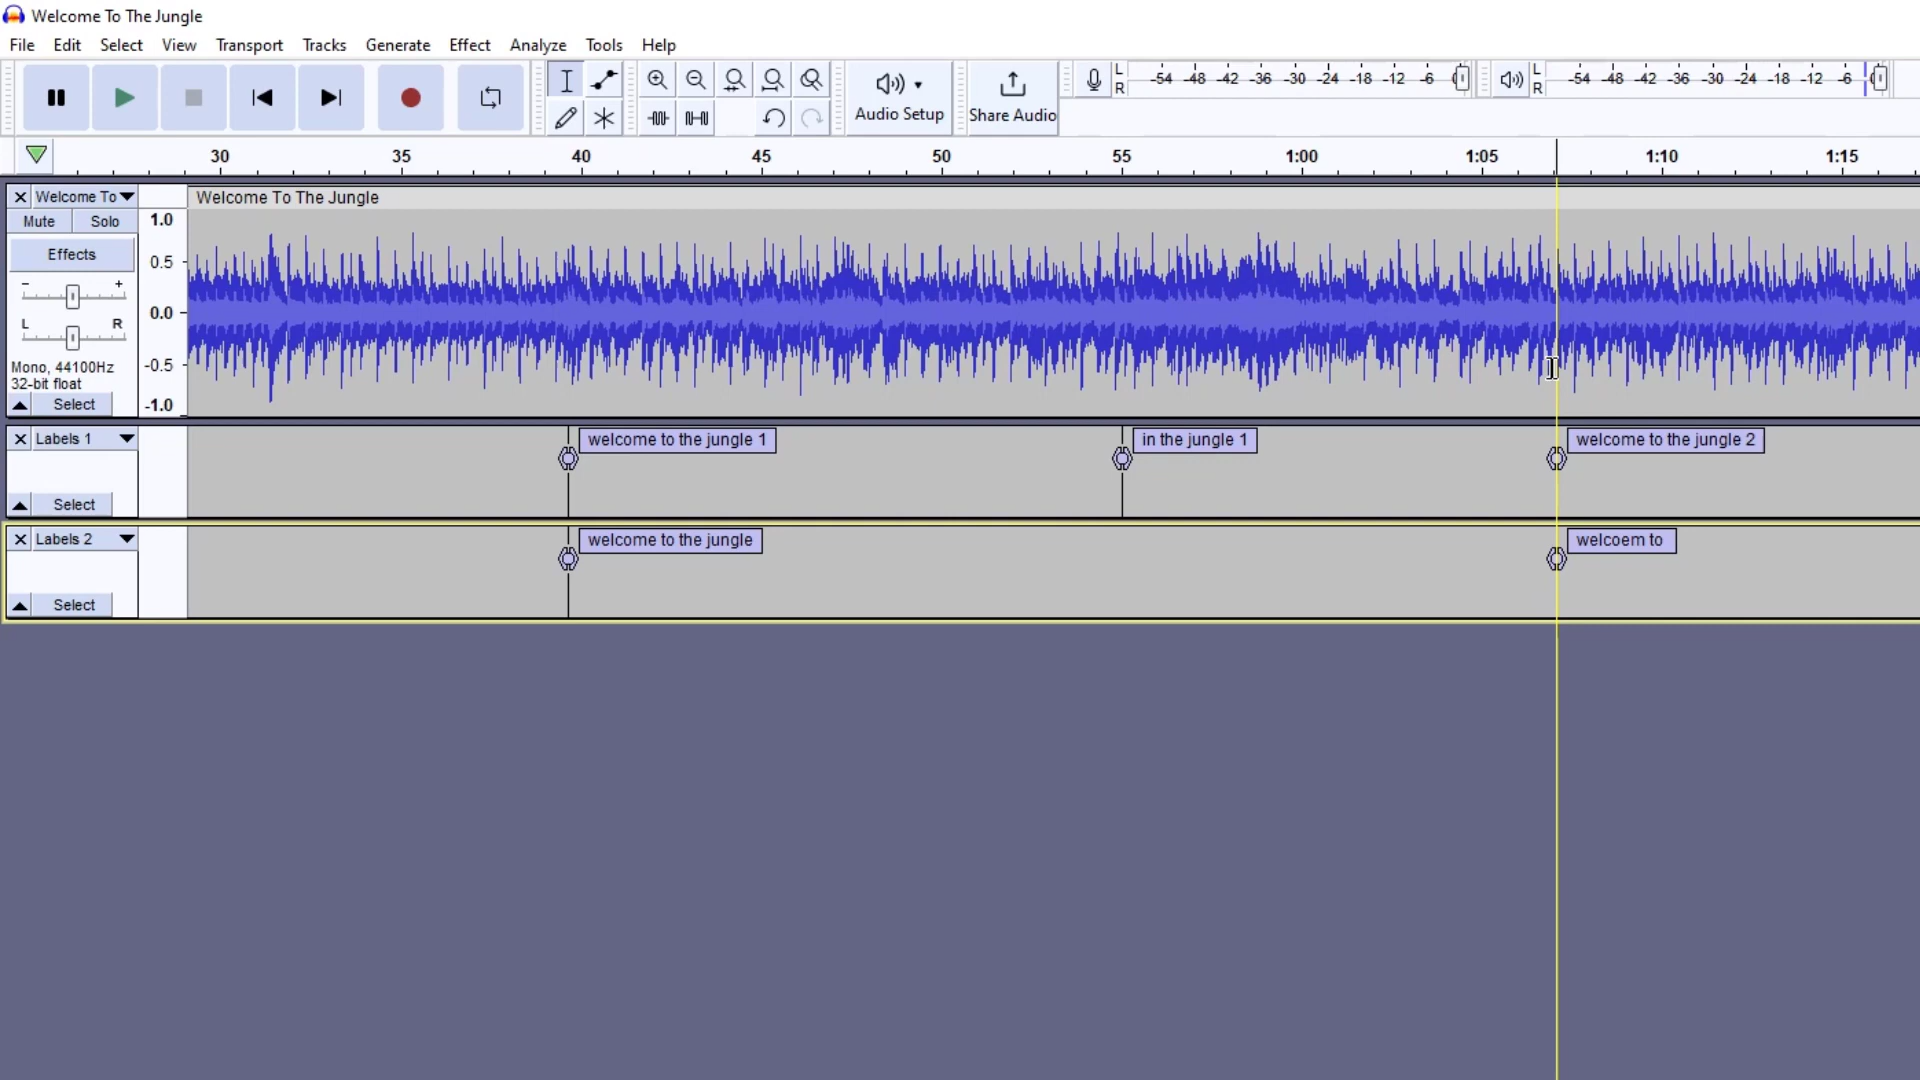 Welcome To The Jungle
File Edit Select View Transport Tracks Generate Effect Analyze Tools Help
Audio Setup
Share Audio
L -54 -48 -42 -36 -30 -24 -18 -12 -6
R
L -54 -48 -42 -36 -30 -24 -18 -12 -6
R
30 35 40 45 50 55 1:00 1:05 1:10 1:15
Welcome To
Welcome To The Jungle
Mute Solo
Effects
- +
L R
Mono, 44100Hz
32-bit float
Select
1.0
0.5
0.0
-0.5
-1.0
Labels 1
welcome to the jungle 1
in the jungle 1
welcome to the jungle 2
Select
Labels 2
welcome to the jungle
welcoem to
Select